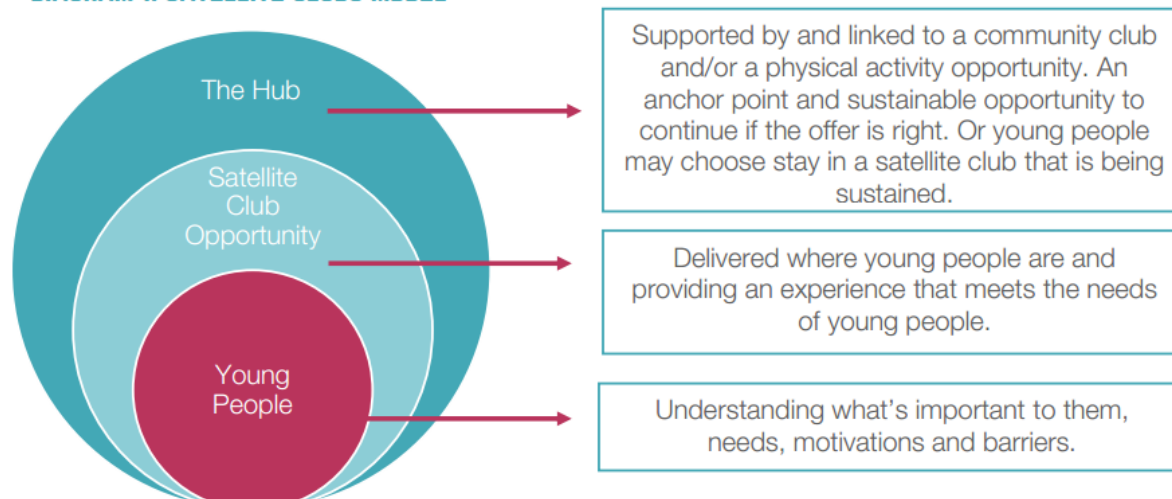 The Hub
Supported by and linked to a community club
and/or a physical activity opportunity. An
anchor point and sustainable opportunity to
continue if the offer is right. Or young people
may choose stay in a satellite club that is being
sustained.
Satellite
Club
Opportunity
Delivered where young people are and
providing an experience that meets the needs
of young people.
Young
People
Understanding what's important to them,
needs, motivations and barriers.